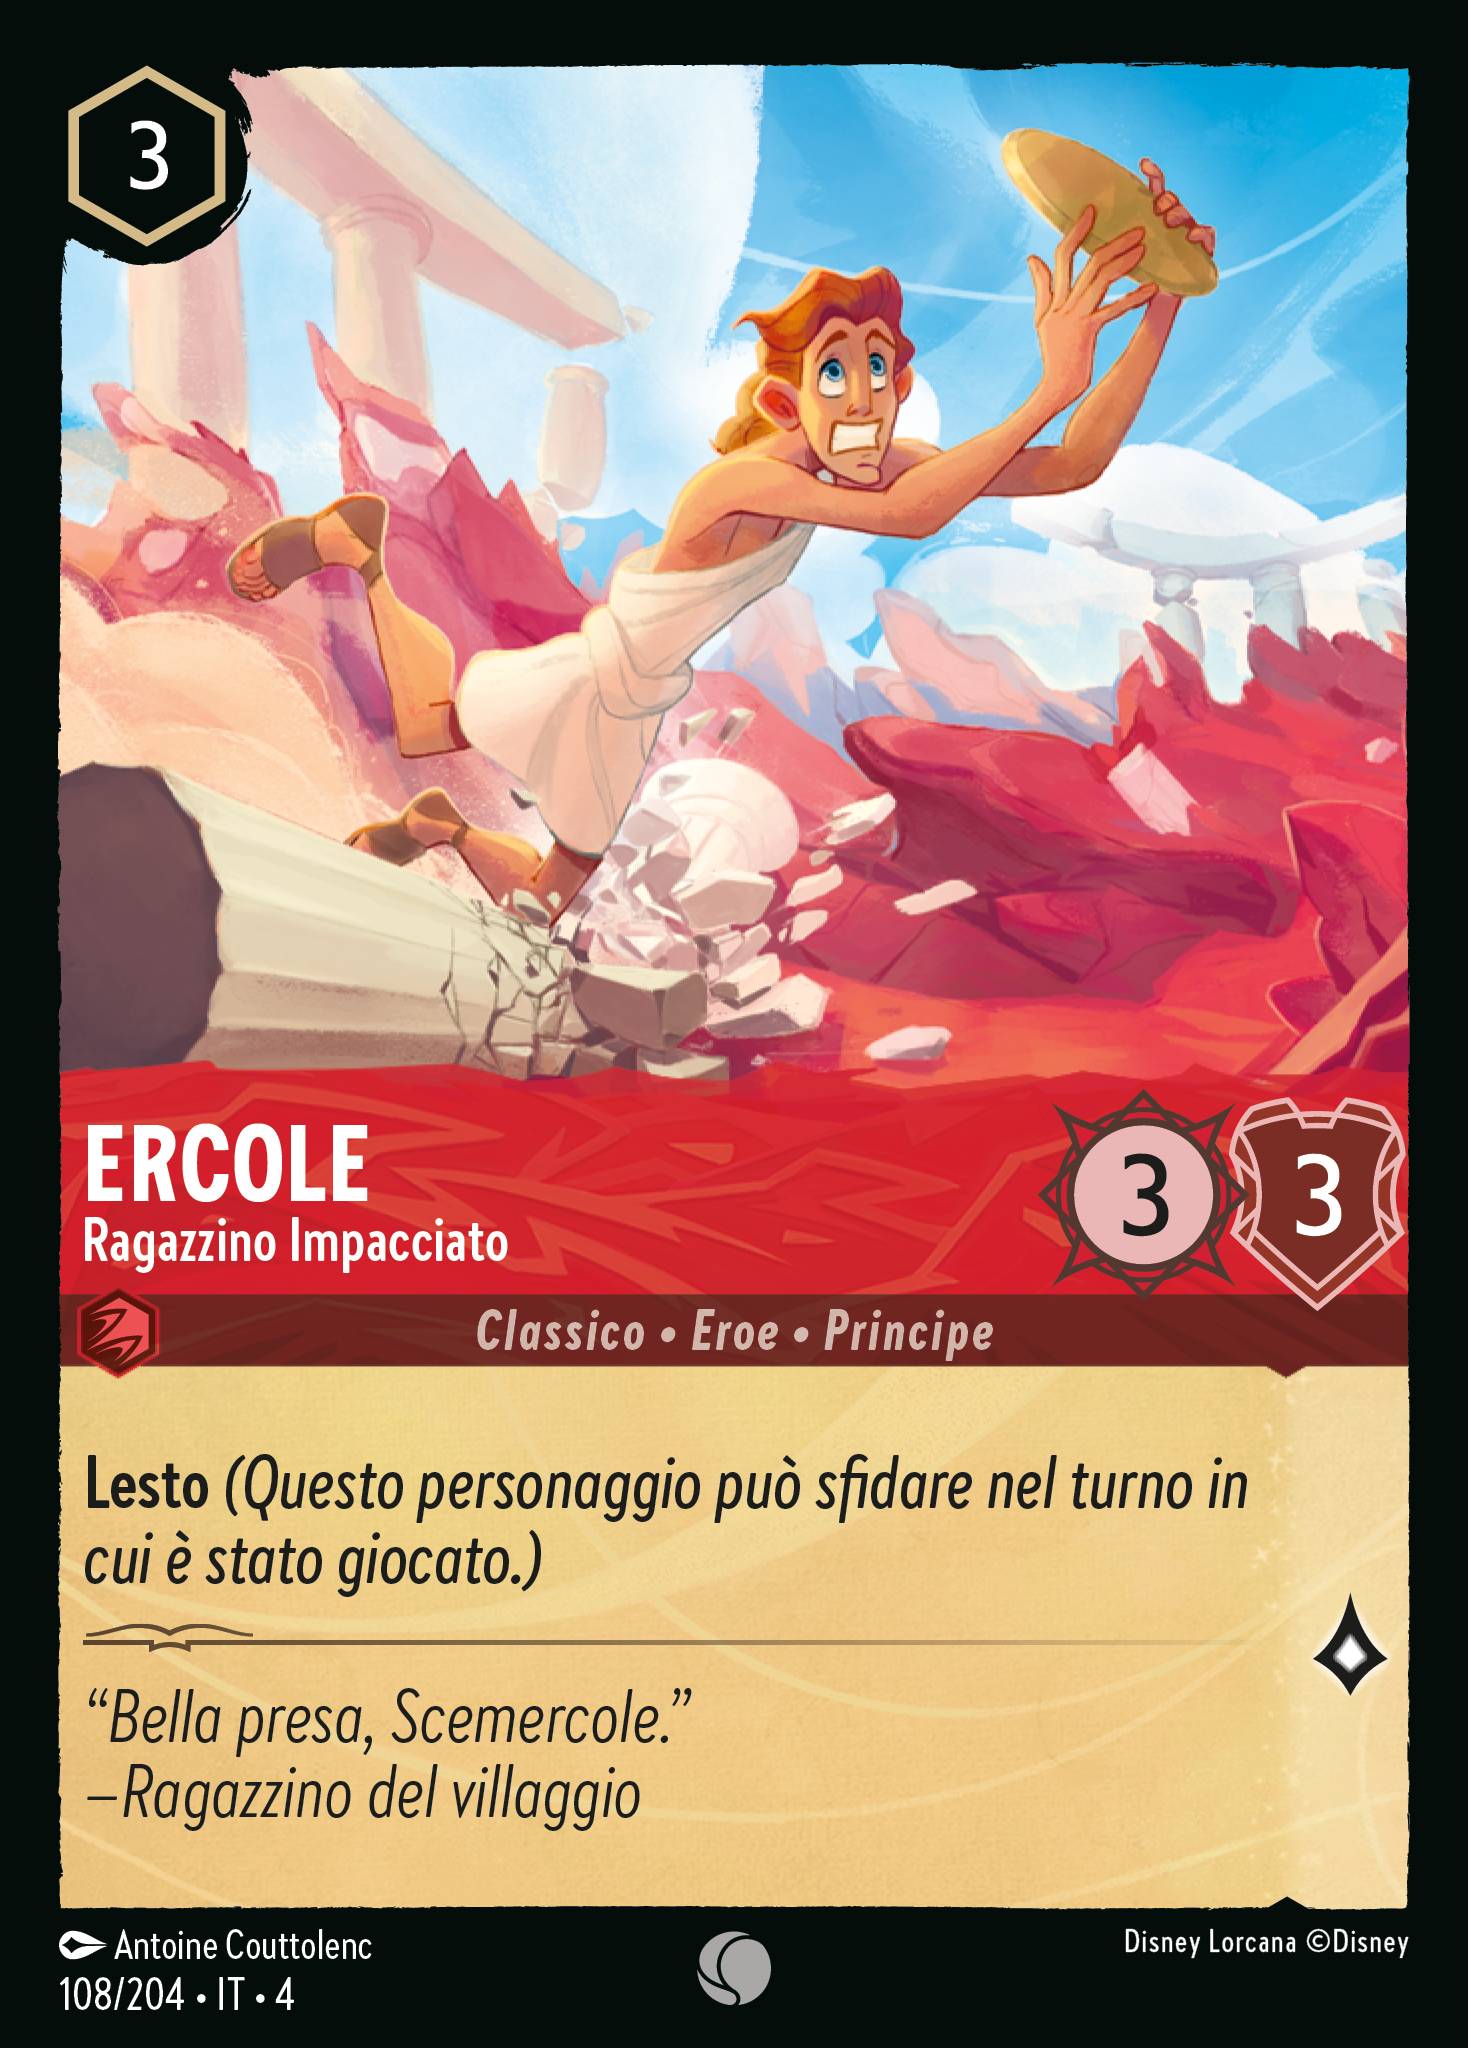 3
ERCOLE
Ragazzino Impacciato
3
3
Classico • Eroe • Principe
Lesto (Questo personaggio può sfidare nel turno in
cui è stato giocato.)
“Bella presa, Scemercole.”
–Ragazzino del villaggio
Antoine Couttolenc
Disney Lorcana ©Disney
108/204 • IT • 4